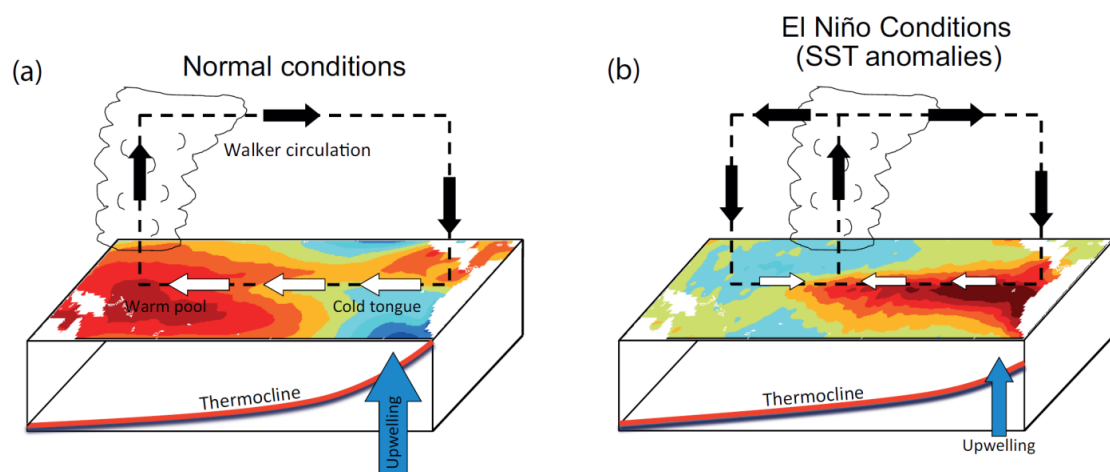 (a)
Normal conditions
Walker circulation
Warm pool
Cold tongue
Thermocline
Upwelling
(b)
El Niño Conditions
(SST anomalies)
Thermocline
Upwelling